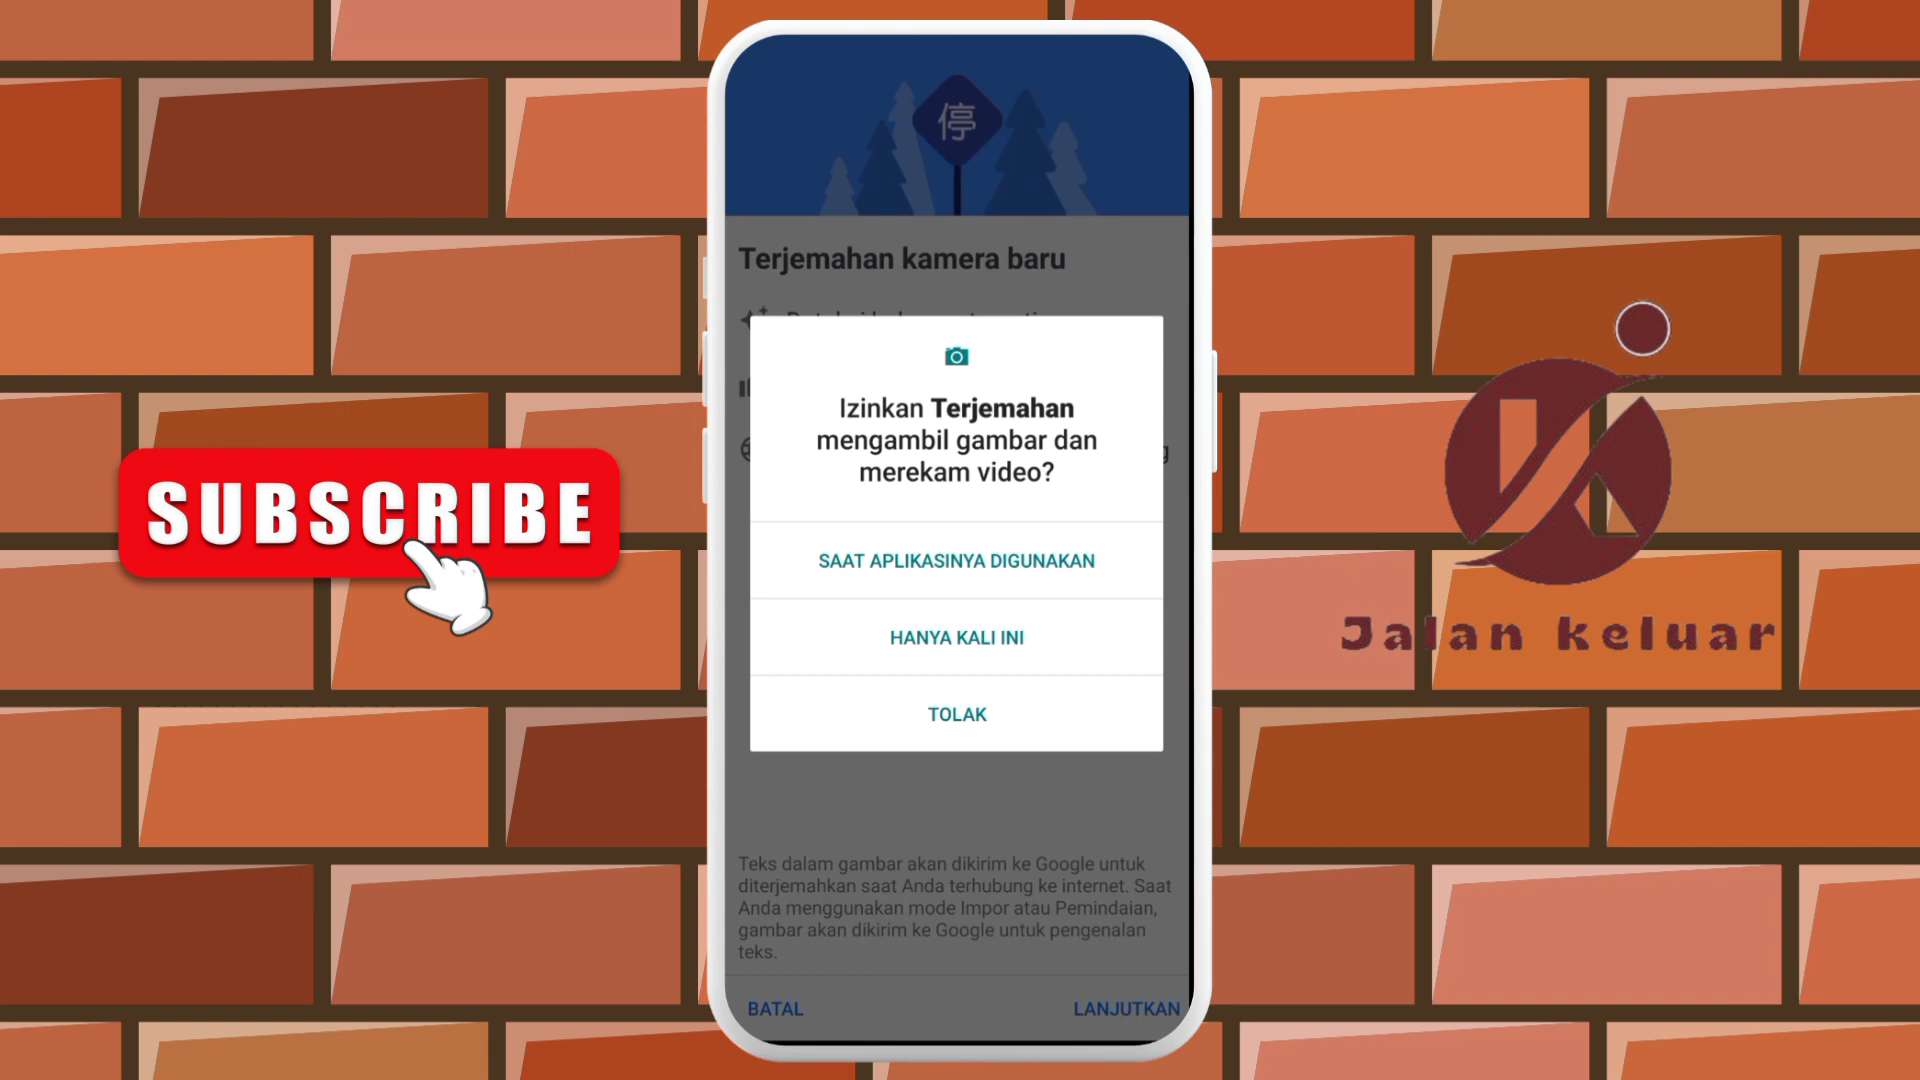 停
Terjemahan kamera baru
Izinkan Terjemahan
mengambil gambar dan
merekam video?
SAAT APLIKASINYA DIGUNAKAN
HANYA KALI INI
TOLAK
Teks dalam gambar akan dikirim ke Google untuk
diterjemahkan saat Anda terhubung ke internet. Saat
Anda menggunakan mode Impor atau Pemindaian,
gambar akan dikirim ke Google untuk pengenalan
teks.
BATAL
LANJUTKAN
SUBSCRIBE
Jalan keluar